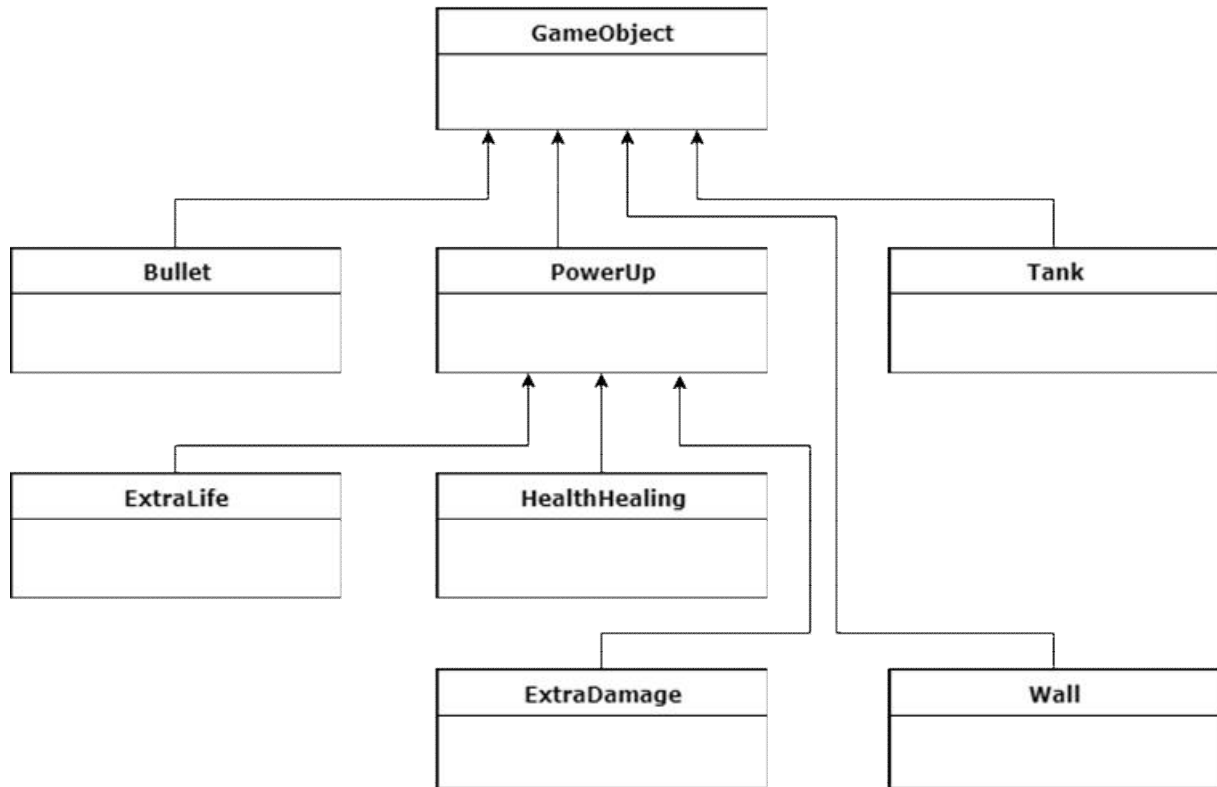 GameObject
Bullet
PowerUp
Tank
ExtraLife
HealthHealing
ExtraDamage
Wall